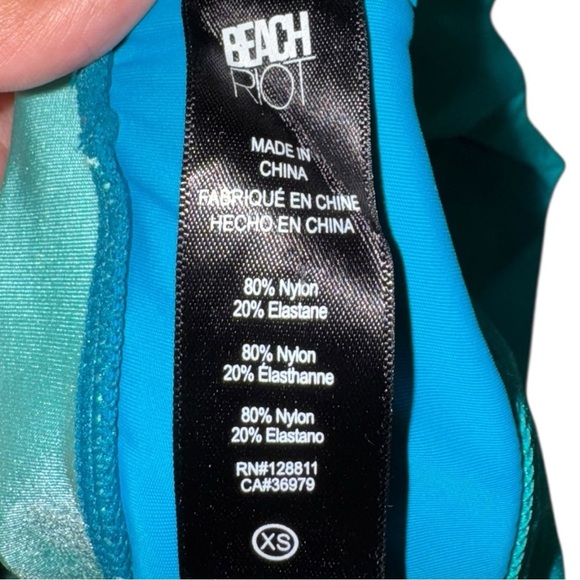 BEACH
RIOT
MADE IN
CHINA
FABRIQUÉ EN CHINE
HECHO EN CHINA
80% Nylon
20% Elastane
80% Nylon
20% Élasthanne
80% Nylon
20% Elastano
RN#128811
CA#36979
XS